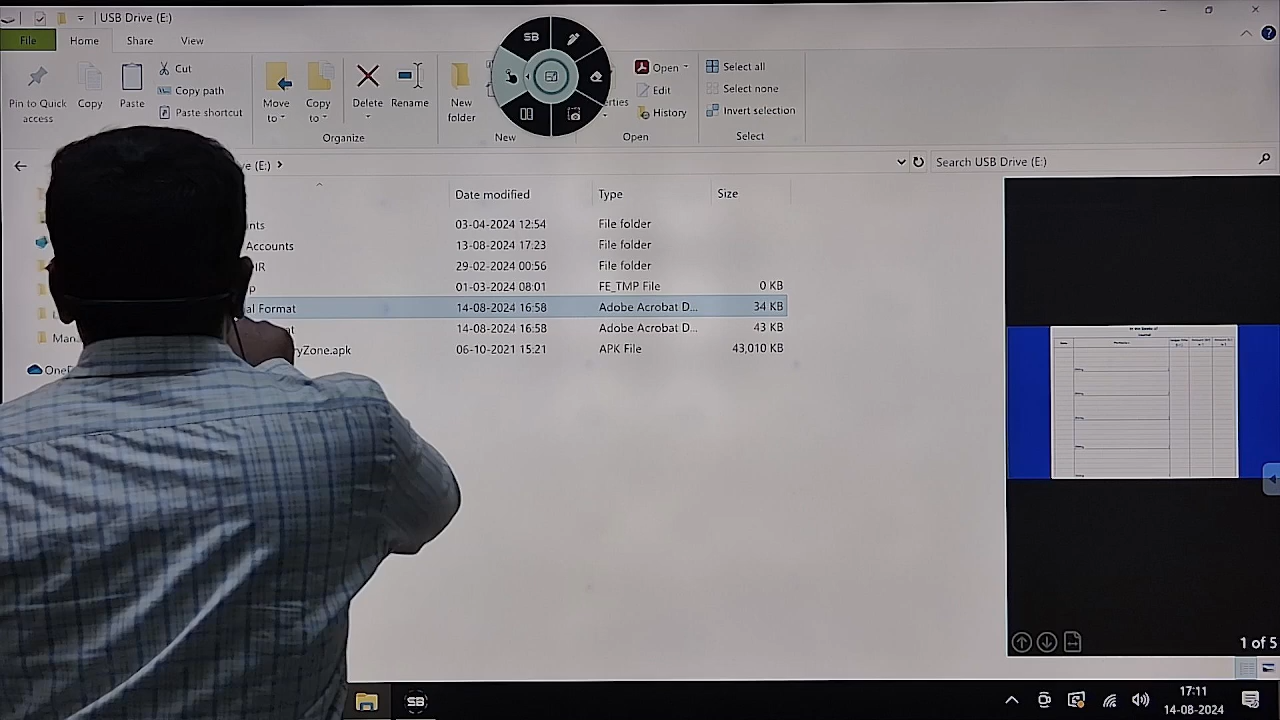 USB Drive (E:)
File Home Share View
Pin to Quick access
Copy
Paste
Cut
Copy path
Paste shortcut
Move to
Copy to
Delete
Rename
Organize
New folder
New
SB
Open
Edit
History
Open
Select all
Select none
Invert selection
Select
ve (E:)
Search USB Drive (E:)
Date modified Type Size
nts 03-04-2024 12:54 File folder
Accounts 13-08-2024 17:23 File folder
IR 29-02-2024 00:56 File folder
p 01-03-2024 08:01 FE_TMP File 0 KB
al Format 14-08-2024 16:58 Adobe Acrobat D... 34 KB
at 14-08-2024 16:58 Adobe Acrobat D... 43 KB
ryZone.apk 06-10-2021 15:21 APK File 43,010 KB
Mana
OneD
1 of 5
SB
17:11
14-08-2024